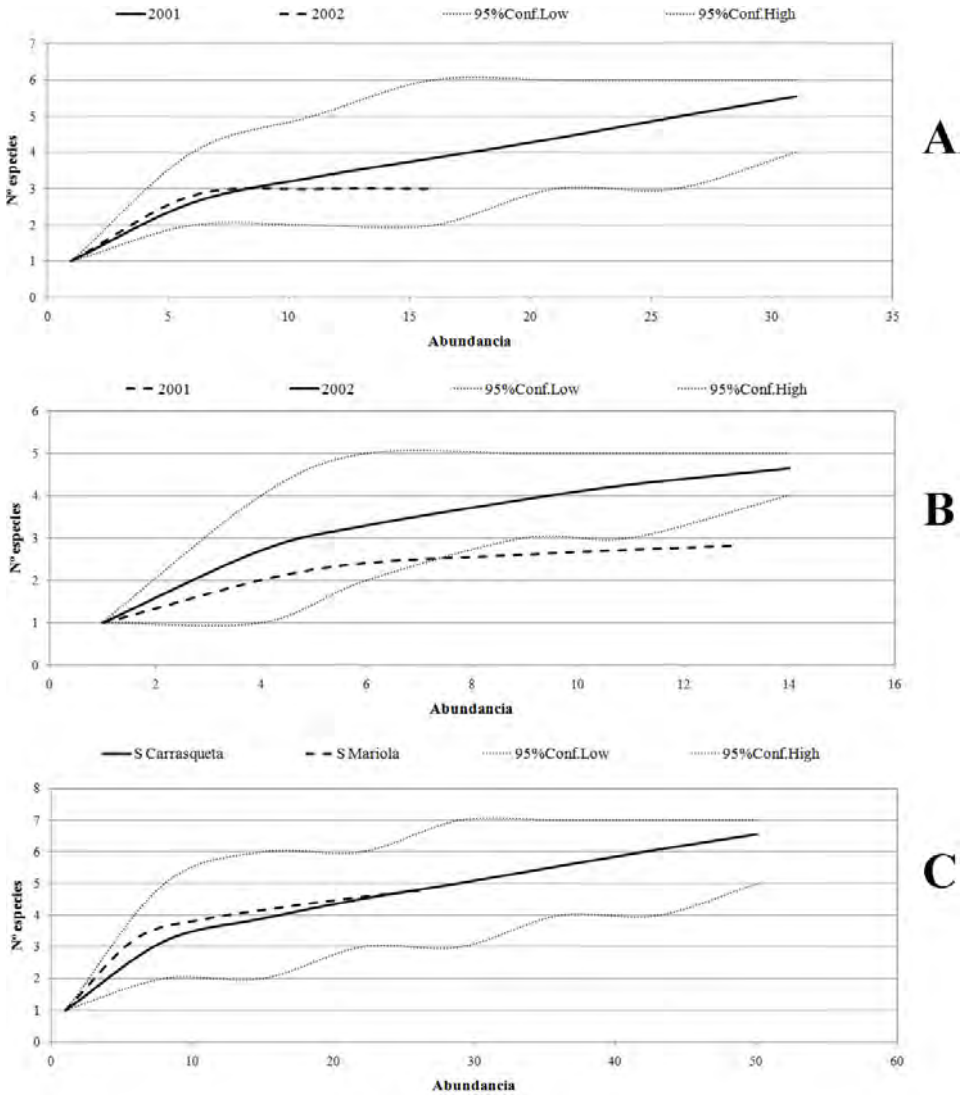 2001 2002 95%Conf.Low 95%Conf.High
7
6
5
4
3
2
1
0
Nº especies
0 5 10 15 20 25 30 35
Abundancia
A
2001 2002 95%Conf.Low 95%Conf.High
6
5
4
3
2
1
0
Nº especies
0 2 4 6 8 10 12 14 16
Abundancia
B
S Carrasqueta S Mariola 95%Conf.Low 95%Conf.High
8
7
6
5
4
3
2
1
0
Nº especies
0 10 20 30 40 50 60
Abundancia
C